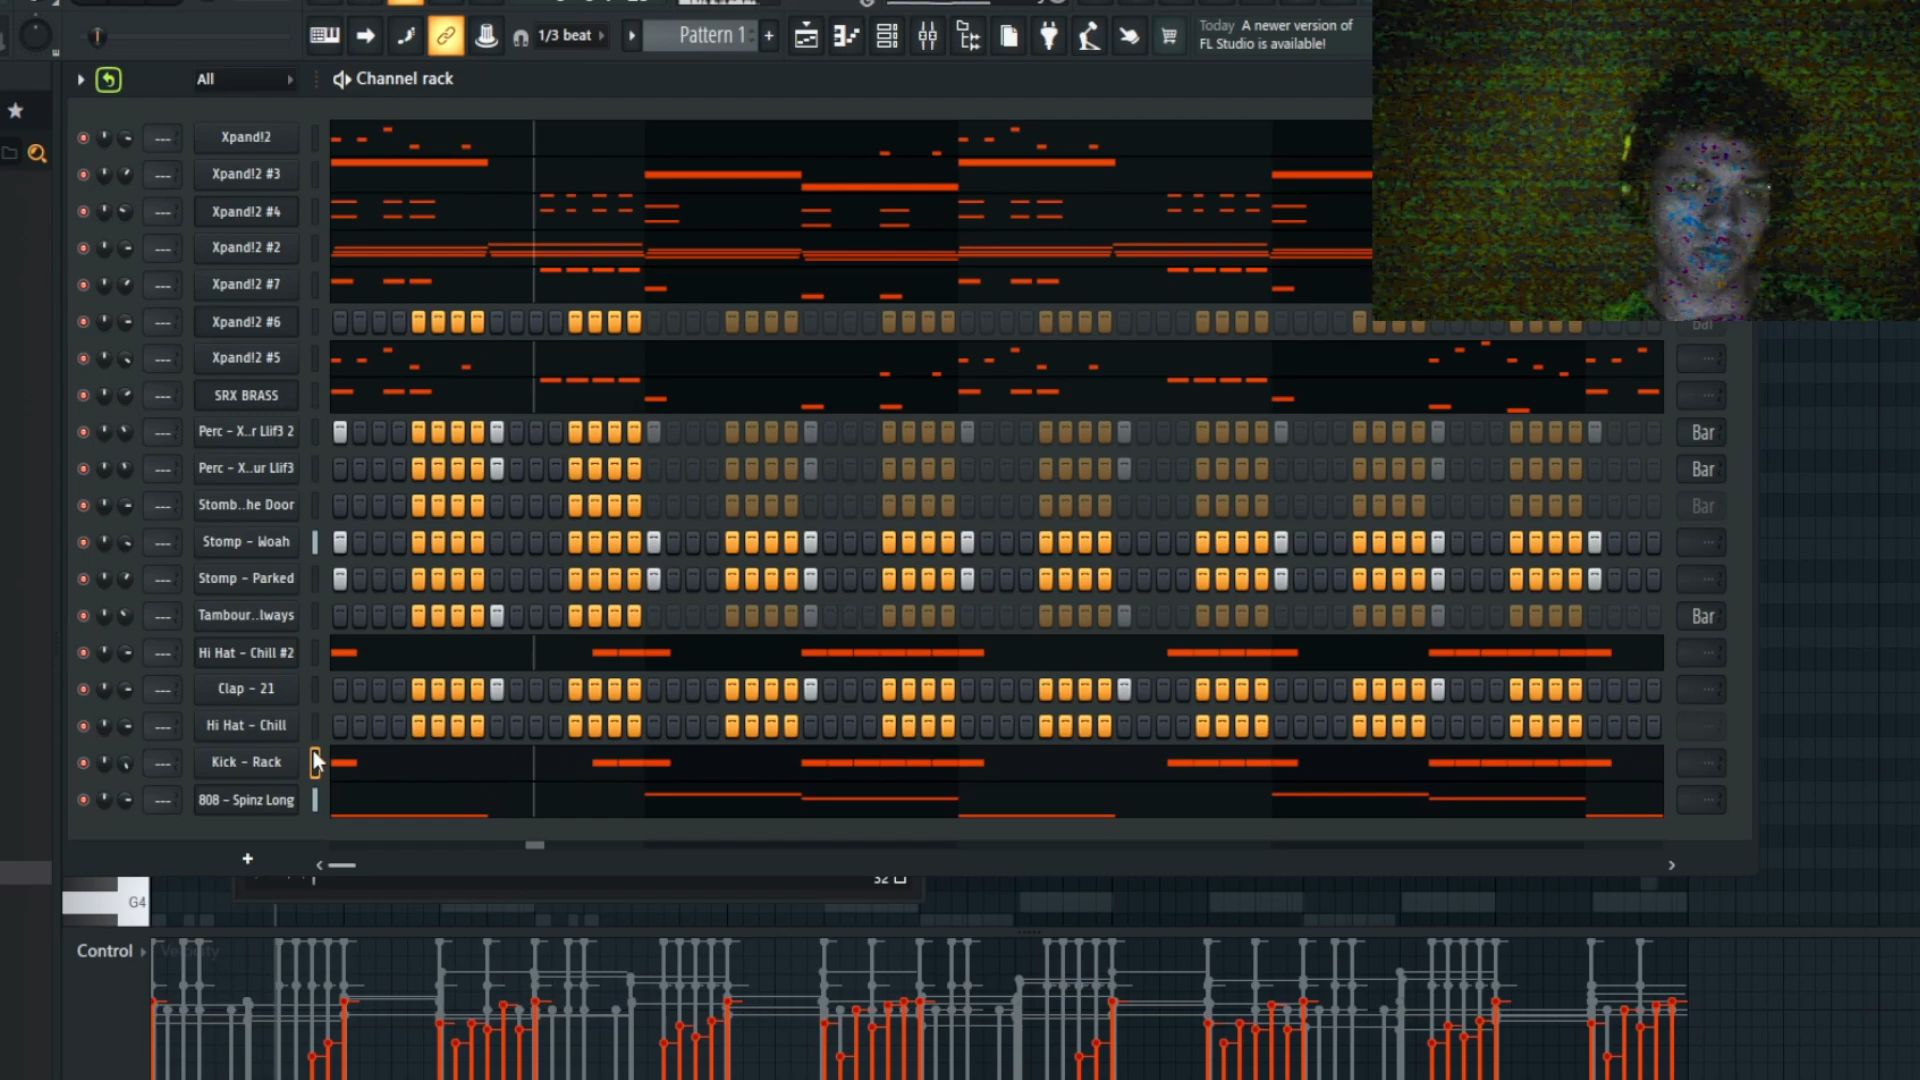 1/3 beat
Pattern 1
+
Today A newer version of
FL Studio is available!
All
Channel rack
Xpand!2
Xpand!2 #3
Xpand!2 #4
Xpand!2 #2
Xpand!2 #7
Xpand!2 #6
Bar
Xpand!2 #5
SRX BRASS
Perc - X..r Llif3 2
Bar
Perc - X..ur Llif3
Bar
Stomb..he Door
Bar
Stomp - Woah
Stomp - Parked
Tambour..lways
Bar
Hi Hat - Chill #2
Clap - 21
Hi Hat - Chill
Kick - Rack
808 - Spinz Long
+
G4
Control
Velocity